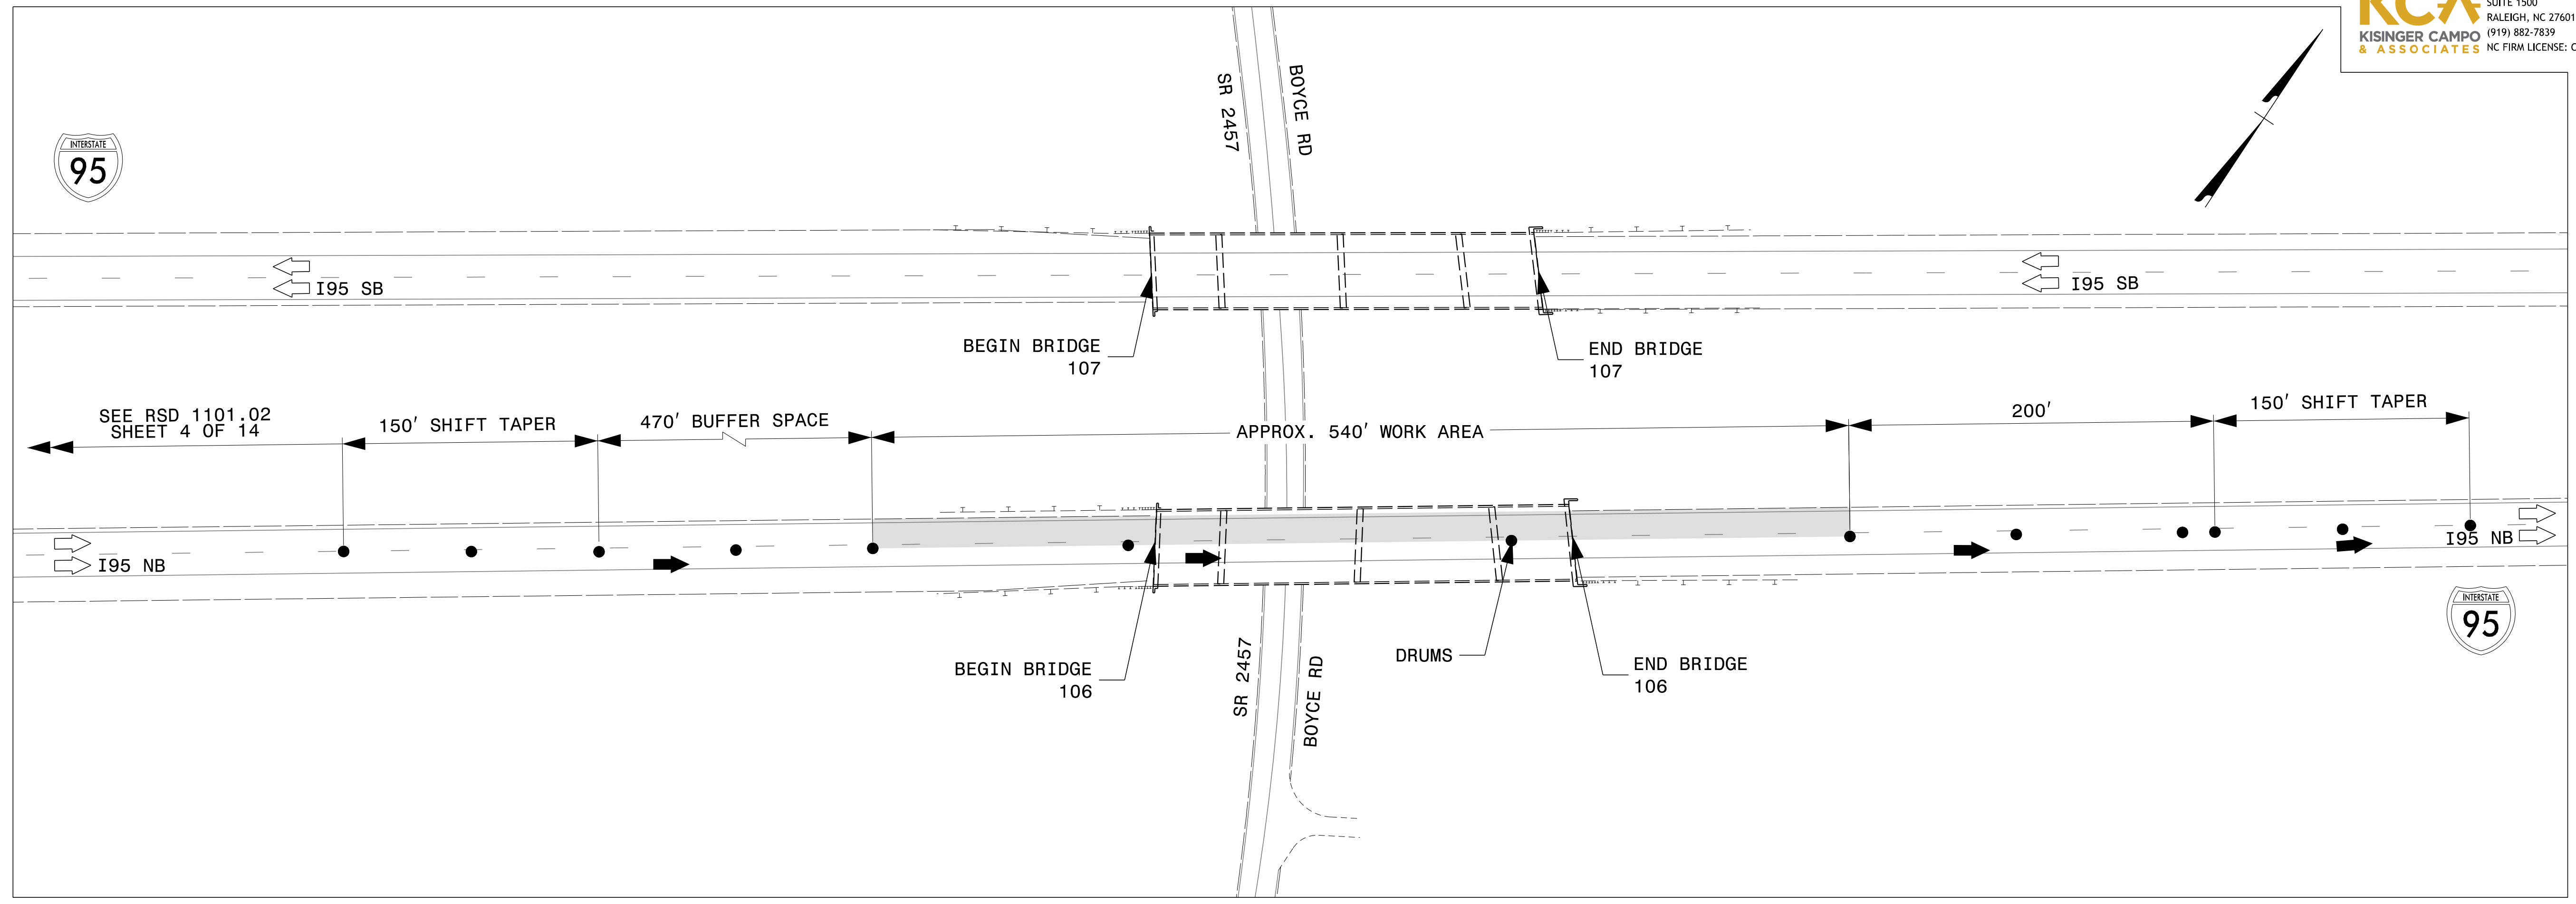 KCA
KISINGER CAMPO
& ASSOCIATES
SUITE 1500
RALEIGH, NC 27601
(919) 882-7839
NC FIRM LICENSE:
INTERSTATE
95
SR 2457
BOYCE RD
I95 SB
I95 SB
BEGIN BRIDGE
107
END BRIDGE
107
SEE RSD 1101.02
SHEET 4 OF 14
150' SHIFT TAPER
470' BUFFER SPACE
APPROX. 540' WORK AREA
200'
150' SHIFT TAPER
I95 NB
I95 NB
INTERSTATE
95
BEGIN BRIDGE
106
SR 2457
BOYCE RD
DRUMS
END BRIDGE
106